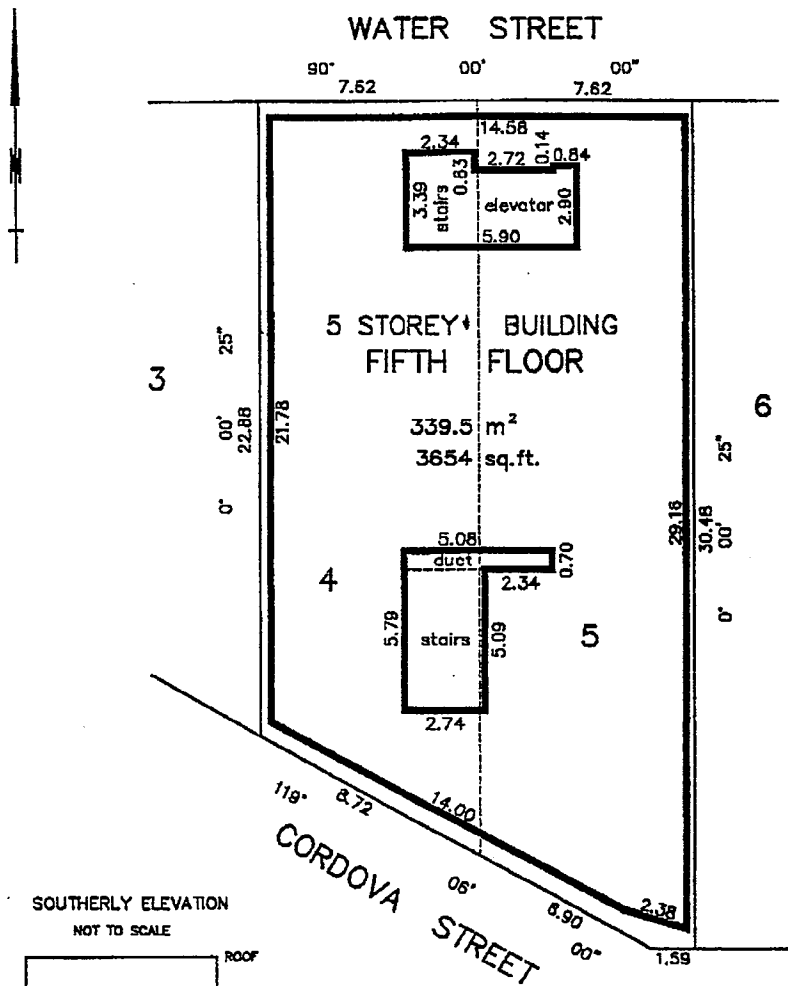 WATER STREET
90° 00' 00"
7.62 7.62
14.58
2.34 0.83 2.72 0.14 0.84
3.39 stairs elevator 2.90
5.90
5 STOREY BUILDING
FIFTH FLOOR
3
6
339.5 m²
3654 sq.ft.
0° 00' 25"
22.88
21.78
29.16
30.48
0° 00' 25"
5.08
duct 0.70
2.34
4
5
5.79 stairs 5.09
2.74
119° 06' 00"
8.72
14.00
8.90
2.38
1.59
CORDOVA STREET
SOUTHERLY ELEVATION
NOT TO SCALE
ROOF
N